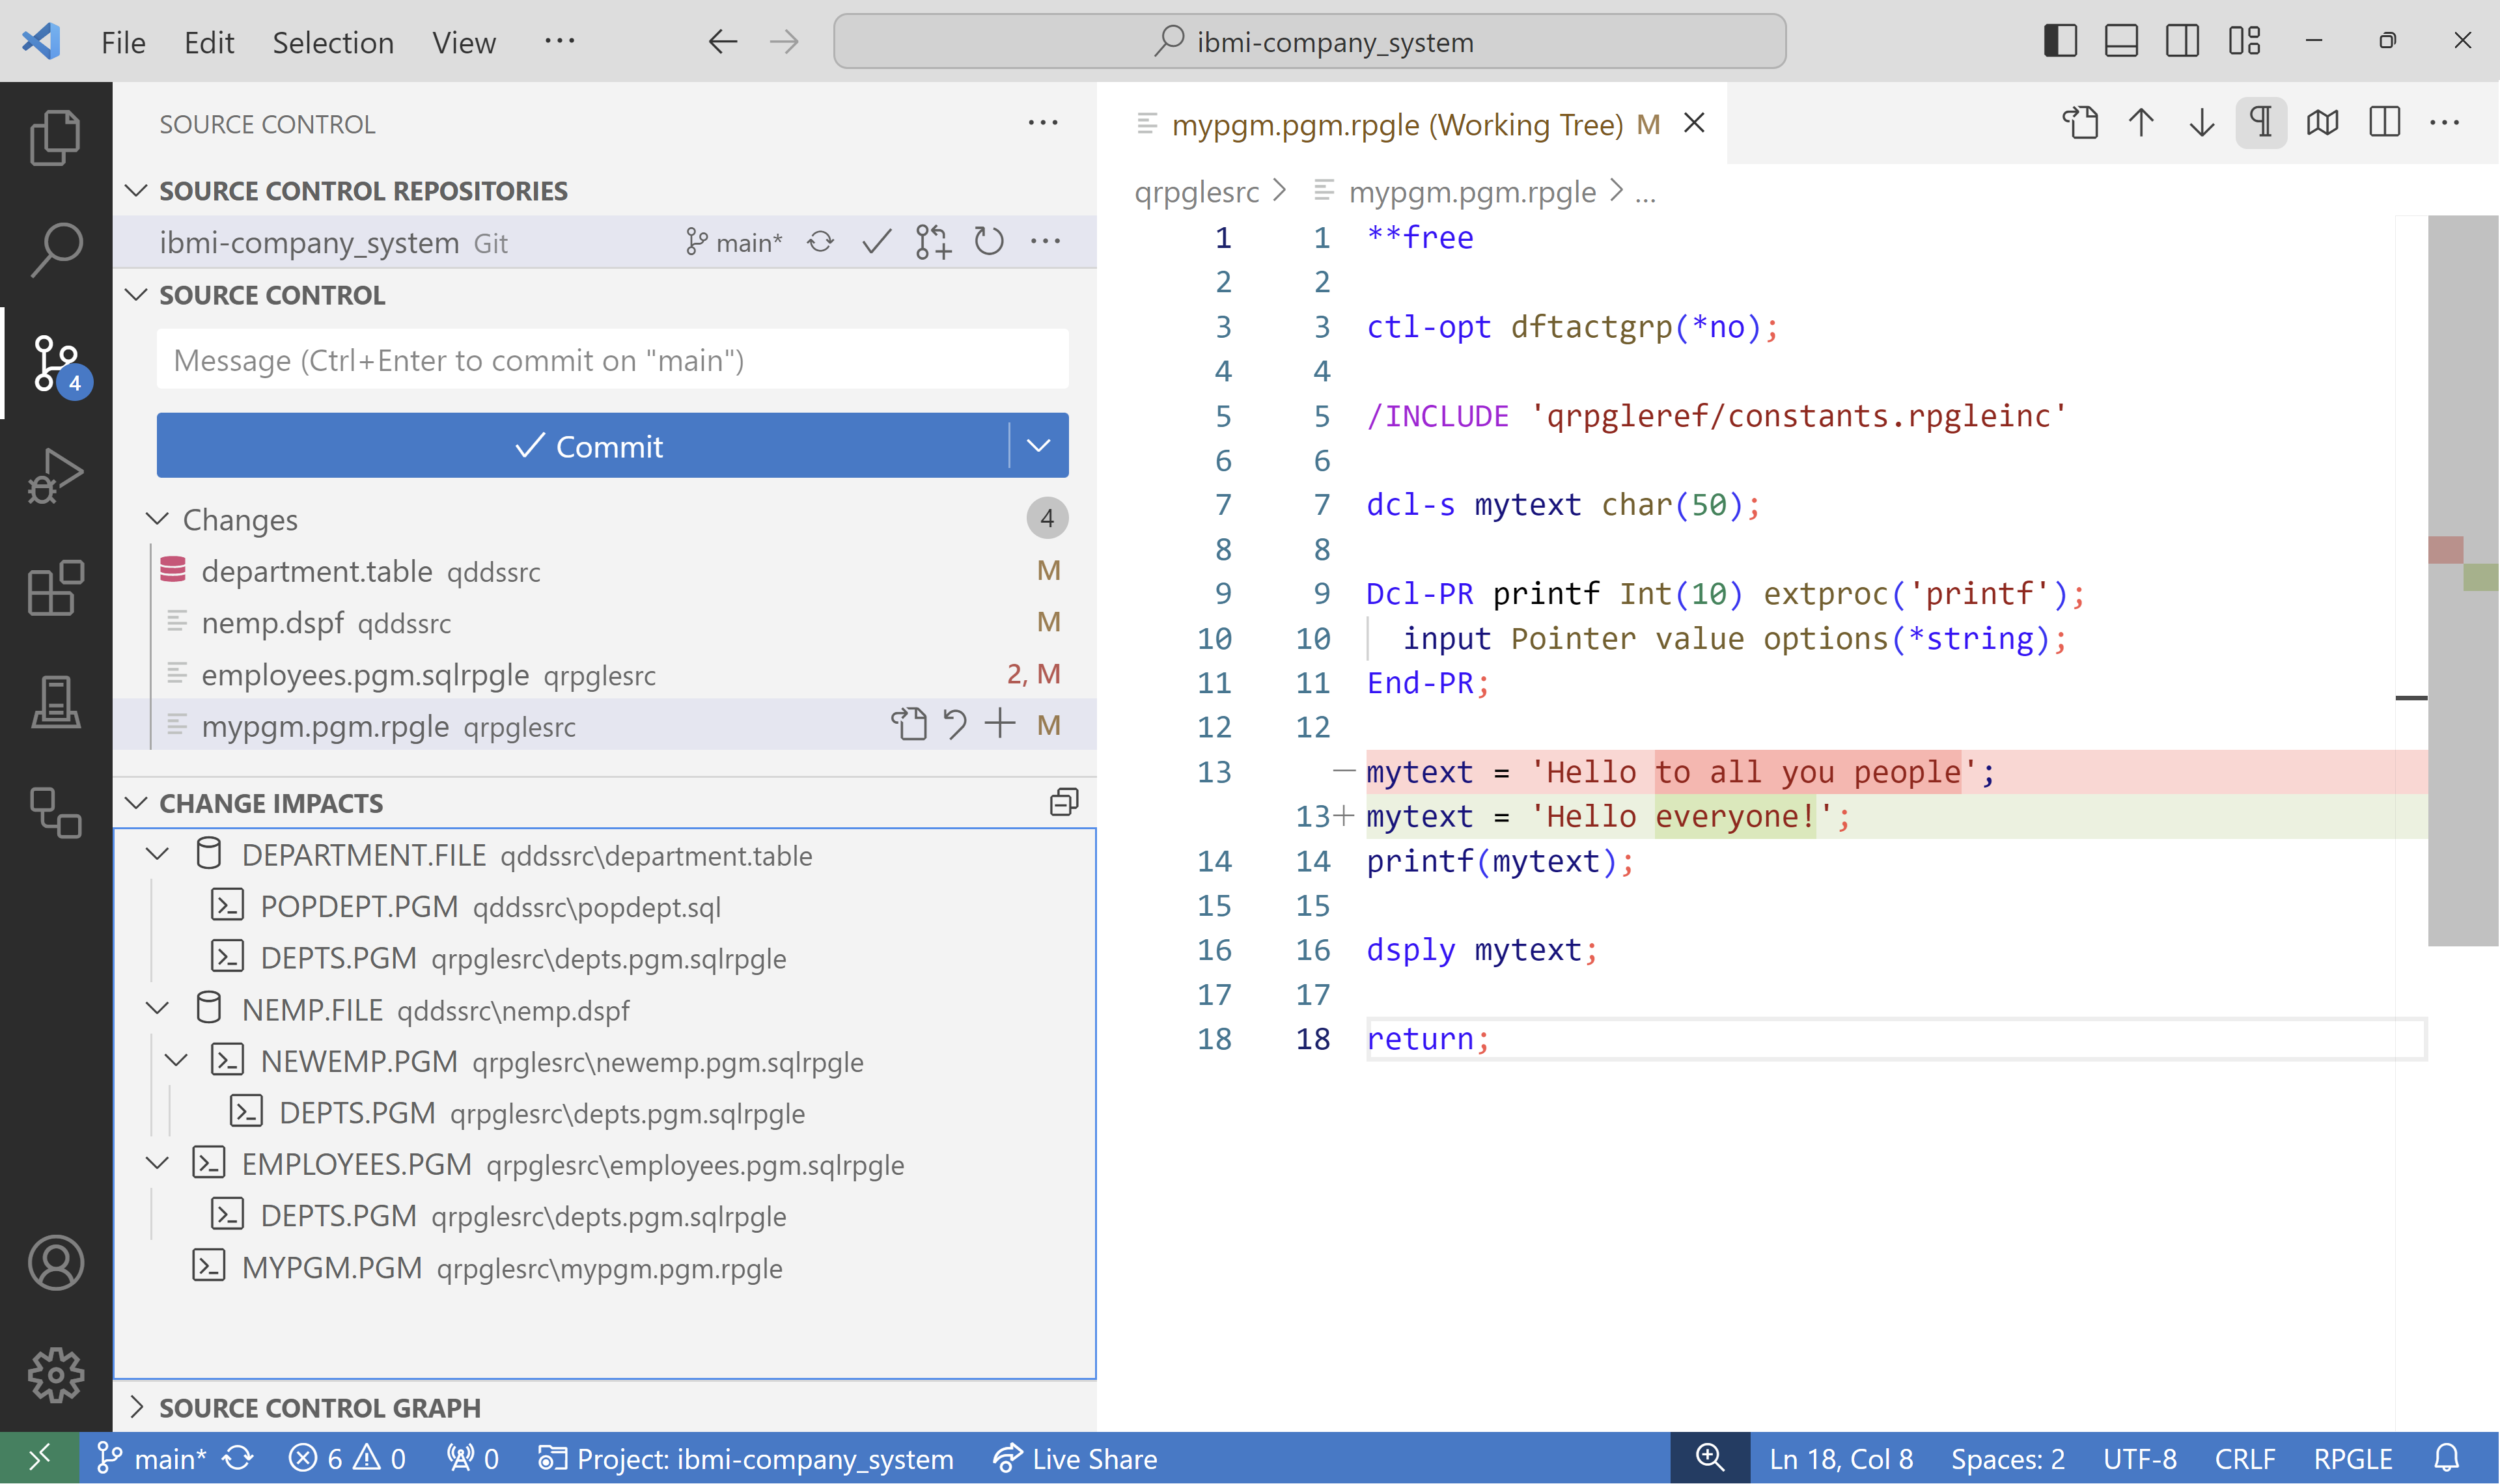 File Edit Selection View ··· ibmi-company_system
SOURCE CONTROL ···
SOURCE CONTROL REPOSITORIES
ibmi-company_system Git main* ···
SOURCE CONTROL
Message (Ctrl+Enter to commit on "main")
Commit
Changes 4
4
department.table qddssrc M
nemp.dspf qddssrc M
employees.pgm.sqlrpgle qrpglesrc 2, M
mypgm.pgm.rpgle qrpglesrc M
CHANGE IMPACTS
DEPARTMENT.FILE qddssrc\department.table
POPDEPT.PGM qddssrc\popdept.sql
DEPTS.PGM qrpglesrc\depts.pgm.sqlrpgle
NEMP.FILE qddssrc\nemp.dspf
NEWEMP.PGM qrpglesrc\newemp.pgm.sqlrpgle
DEPTS.PGM qrpglesrc\depts.pgm.sqlrpgle
EMPLOYEES.PGM qrpglesrc\employees.pgm.sqlrpgle
DEPTS.PGM qrpglesrc\depts.pgm.sqlrpgle
MYPGM.PGM qrpglesrc\mypgm.pgm.rpgle
SOURCE CONTROL GRAPH
mypgm.pgm.rpgle (Working Tree) M
qrpglesrc > mypgm.pgm.rpgle > ...
1 1 **free
2 2
3 3 ctl-opt dftactgrp(*no);
4 4
5 5 /INCLUDE 'qrpgleref/constants.rpgleinc'
6 6
7 7 dcl-s mytext char(50);
8 8
9 9 Dcl-PR printf Int(10) extproc('printf');
10 10 input Pointer value options(*string);
11 11 End-PR;
12 12
13 — mytext = 'Hello to all you people';
13+ mytext = 'Hello everyone!';
14 14 printf(mytext);
15 15
16 16 dsply mytext;
17 17
18 18 return;
main* 6 0 0 Project: ibmi-company_system Live Share Ln 18, Col 8 Spaces: 2 UTF-8 CRLF RPGLE